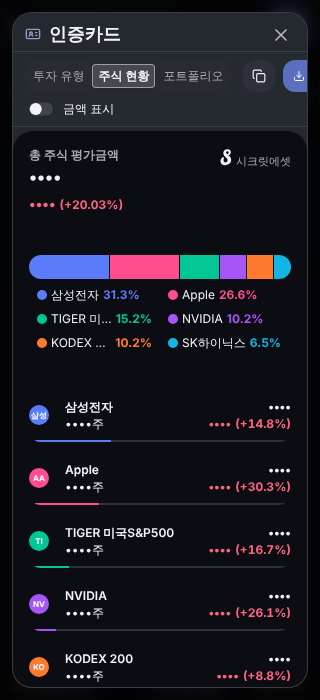 인증카드
투자 유형 주식 현황 포트폴리오
금액 표시
총 주식 평가금액
S 시크릿에셋
••••
•••• (+20.03%)
삼성전자 31.3% Apple 26.6%
TIGER 미... 15.2% NVIDIA 10.2%
KODEX ... 10.2% SK하이닉스 6.5%
삼성 삼성전자 ••••
••••주 •••• (+14.8%)
AA Apple ••••
••••주 •••• (+30.3%)
TI TIGER 미국S&P500 ••••
••••주 •••• (+16.7%)
NV NVIDIA ••••
••••주 •••• (+26.1%)
KO KODEX 200 ••••
••••주 •••• (+8.8%)